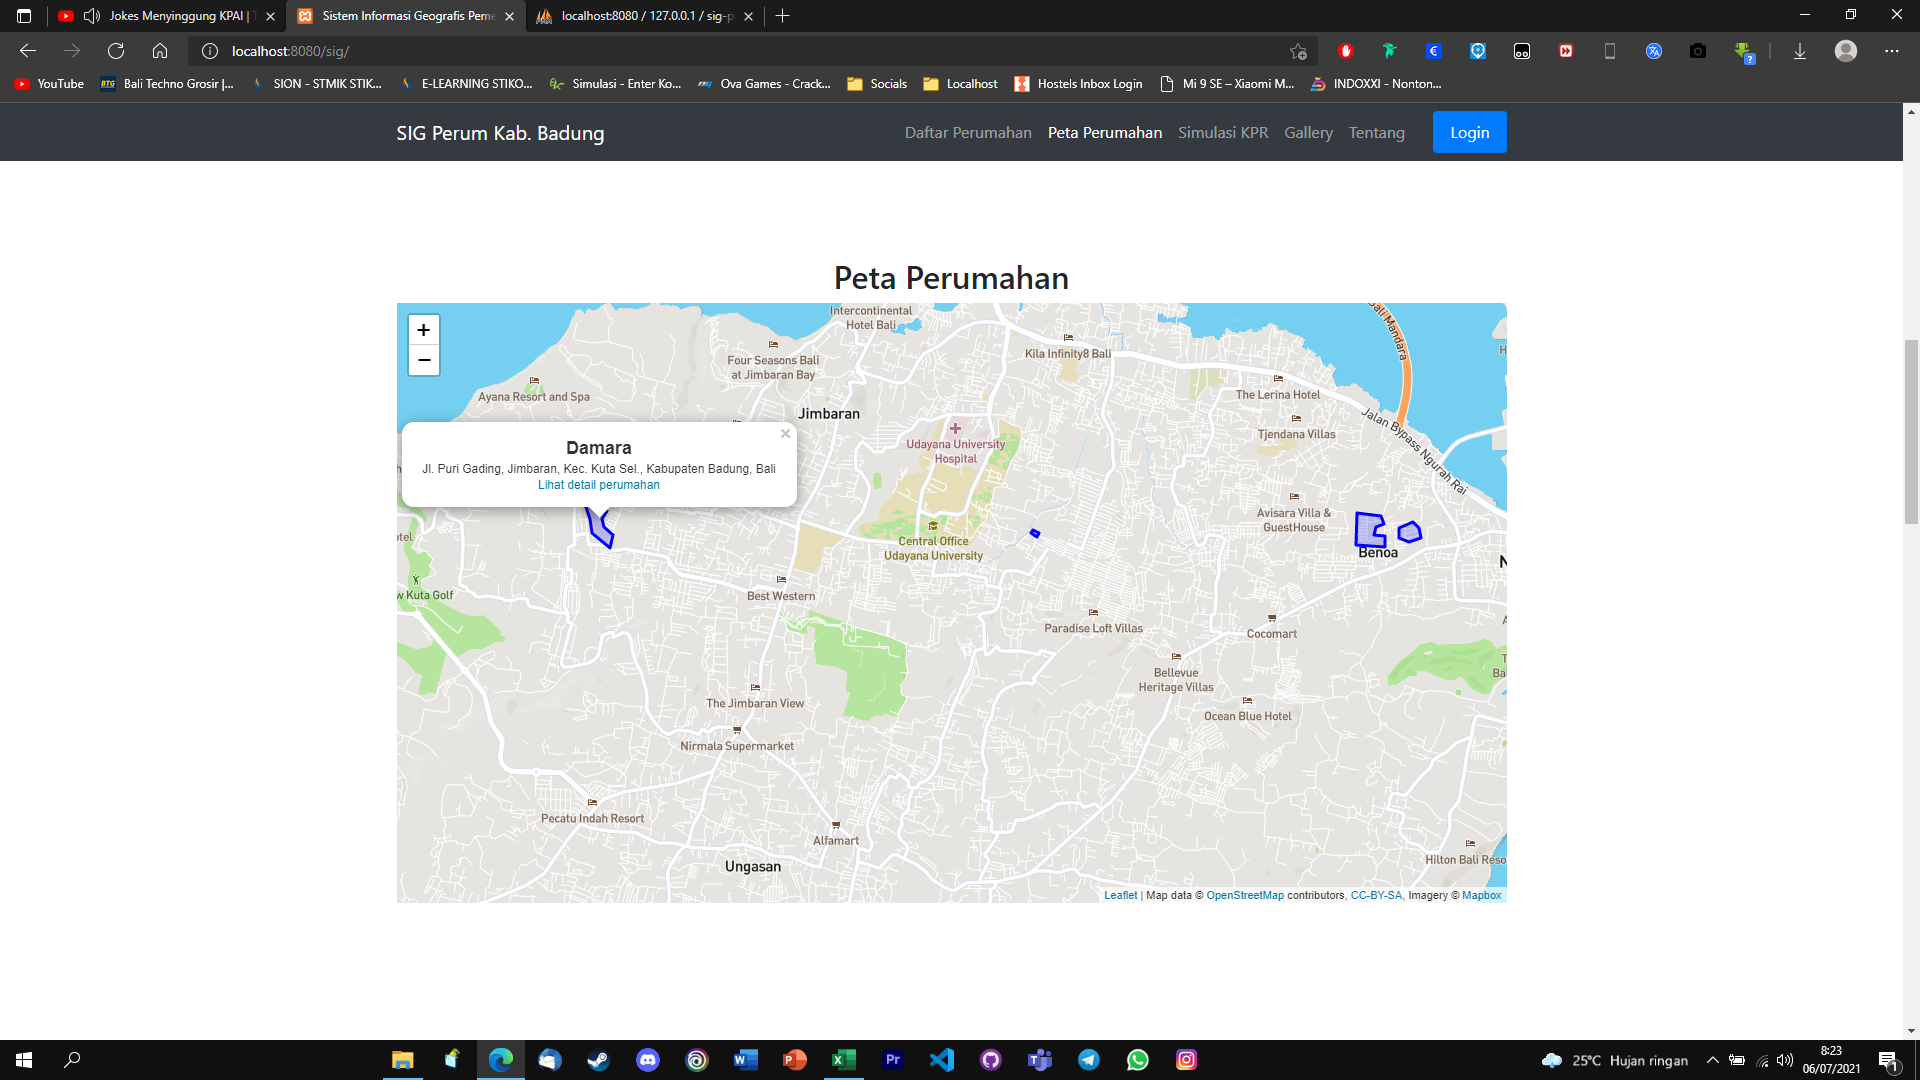 Jokes Menyinggung KPAI | T
Sistem Informasi Geografis Peme
localhost:8080 / 127.0.0.1 / sig-p
localhost:8080/sig/
YouTube
Bali Techno Grosir |...
SION - STMIK STIK...
E-LEARNING STIKO...
Simulasi - Enter Ko...
Ova Games - Crack...
Socials
Localhost
Hostels Inbox Login
Mi 9 SE – Xiaomi M...
INDOXXI - Nonton...
SIG Perum Kab. Badung
Daftar Perumahan
Peta Perumahan
Simulasi KPR
Gallery
Tentang
Login
Peta Perumahan
+
−
Intercontinental
Hotel Bali
Bali Mandara
Four Seasons Bali
at Jimbaran Bay
Kila Infinity8 Bali
Ayana Resort and Spa
The Lerina Hotel
Jimbaran
Jalan Bypass Ngurah Rai
Tjendana Villas
Udayana University
Hospital
×
Damara
Jl. Puri Gading, Jimbaran, Kec. Kuta Sel., Kabupaten Badung, Bali
Lihat detail perumahan
Avisara Villa &
GuestHouse
otel
Central Office
Udayana University
Benoa
N
w Kuta Golf
Best Western
Paradise Loft Villas
Cocomart
Bellevue
Heritage Villas
T
Ba
The Jimbaran View
Ocean Blue Hotel
Nirmala Supermarket
Pecatu Indah Resort
Alfamart
Ungasan
Hilton Bali Reso
Leaflet | Map data © OpenStreetMap contributors, CC-BY-SA, Imagery © Mapbox
25°C Hujan ringan
8:23
06/07/2021
1